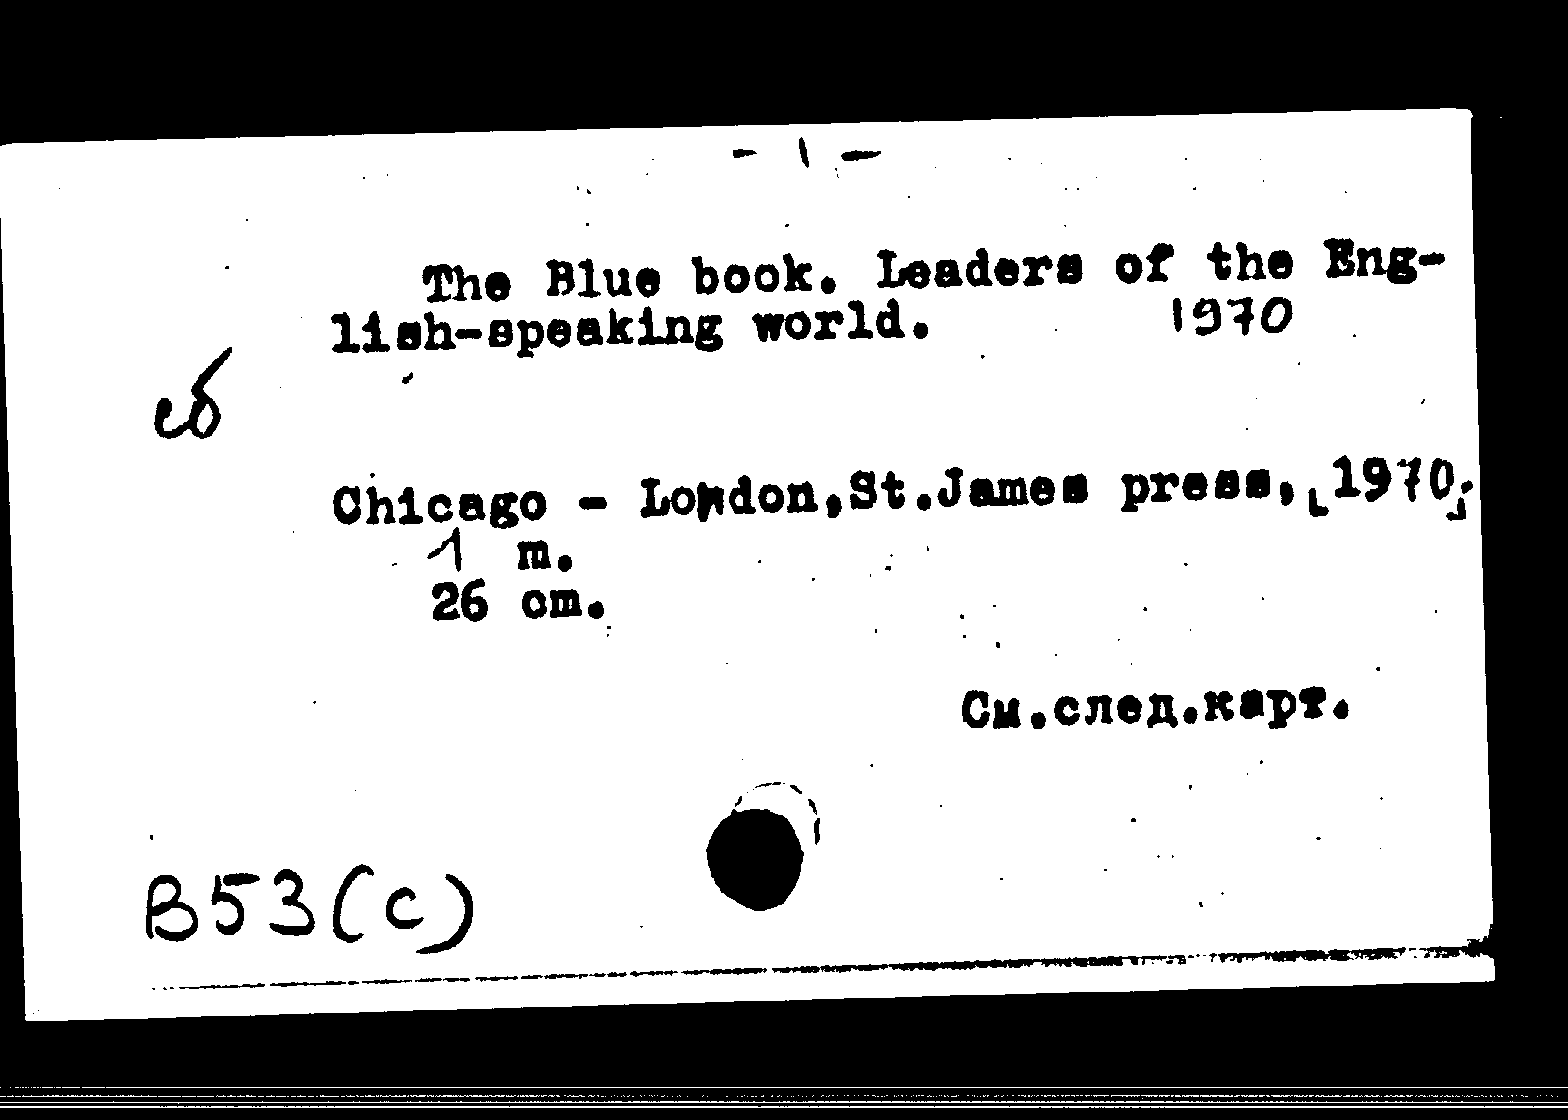 - 1 -
The Blue book. Leaders of the Eng-
lish-speaking world. 1970
Chicago - London,St.James press,[1970].
1 m.
26 cm.
См.след.карт.
B53(c)